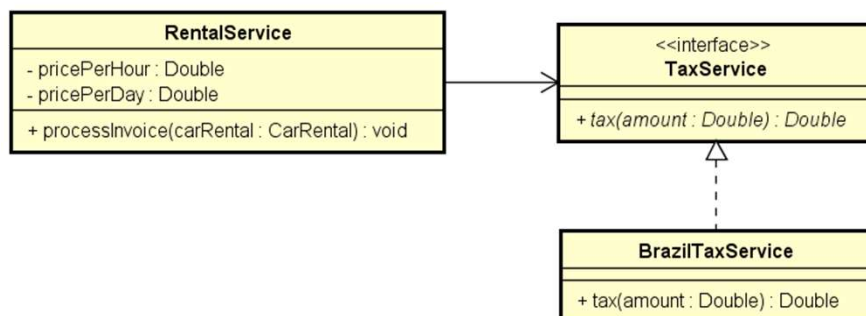 RentalService
- pricePerHour : Double
- pricePerDay : Double
+ processInvoice(carRental : CarRental) : void
<<interface>>
TaxService
+ tax(amount : Double) : Double
BrazilTaxService
+ tax(amount : Double) : Double